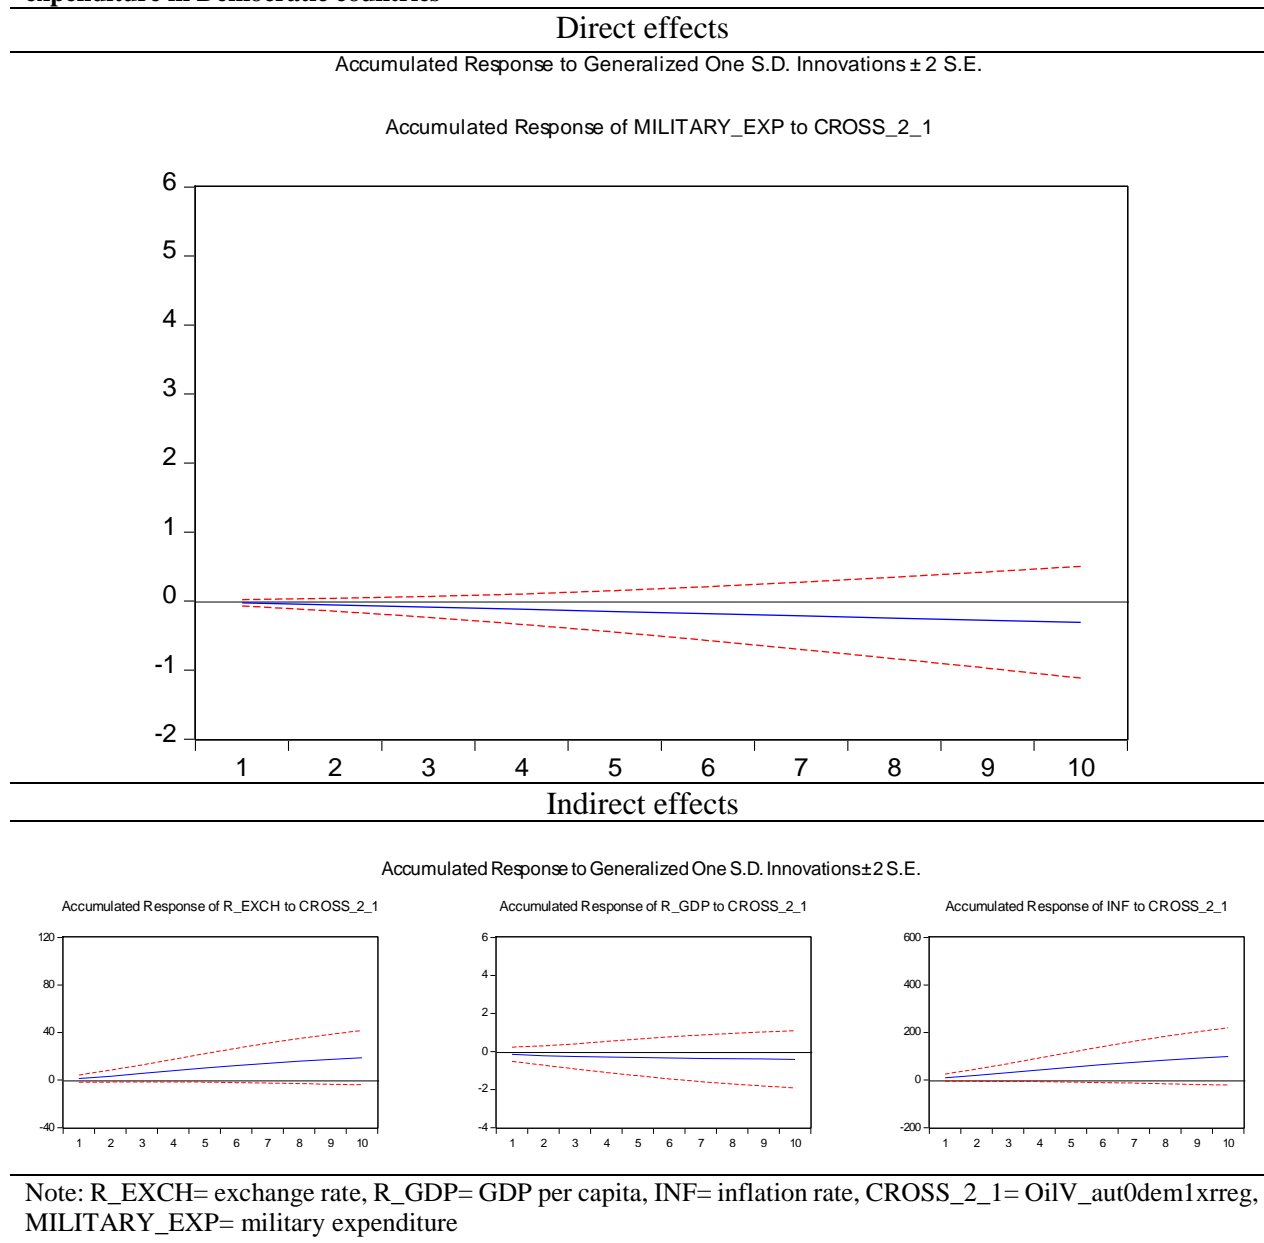 expenditure in Democratic countries
Direct effects
Accumulated Response to Generalized One S.D. Innovations ± 2 S.E.
Accumulated Response of MILITARY_EXP to CROSS_2_1
6
5
4
3
2
1
0
-1
-2
1 2 3 4 5 6 7 8 9 10
Indirect effects
Accumulated Response to Generalized One S.D. Innovations ± 2 S.E.
Accumulated Response of R_EXCH to CROSS_2_1
120
80
40
0
-40
1 2 3 4 5 6 7 8 9 10
Accumulated Response of R_GDP to CROSS_2_1
6
4
2
0
-2
-4
1 2 3 4 5 6 7 8 9 10
Accumulated Response of INF to CROSS_2_1
600
400
200
0
-200
1 2 3 4 5 6 7 8 9 10
Note: R_EXCH= exchange rate, R_GDP= GDP per capita, INF= inflation rate, CROSS_2_1= OilV_aut0dem1xrreg,
MILITARY_EXP= military expenditure